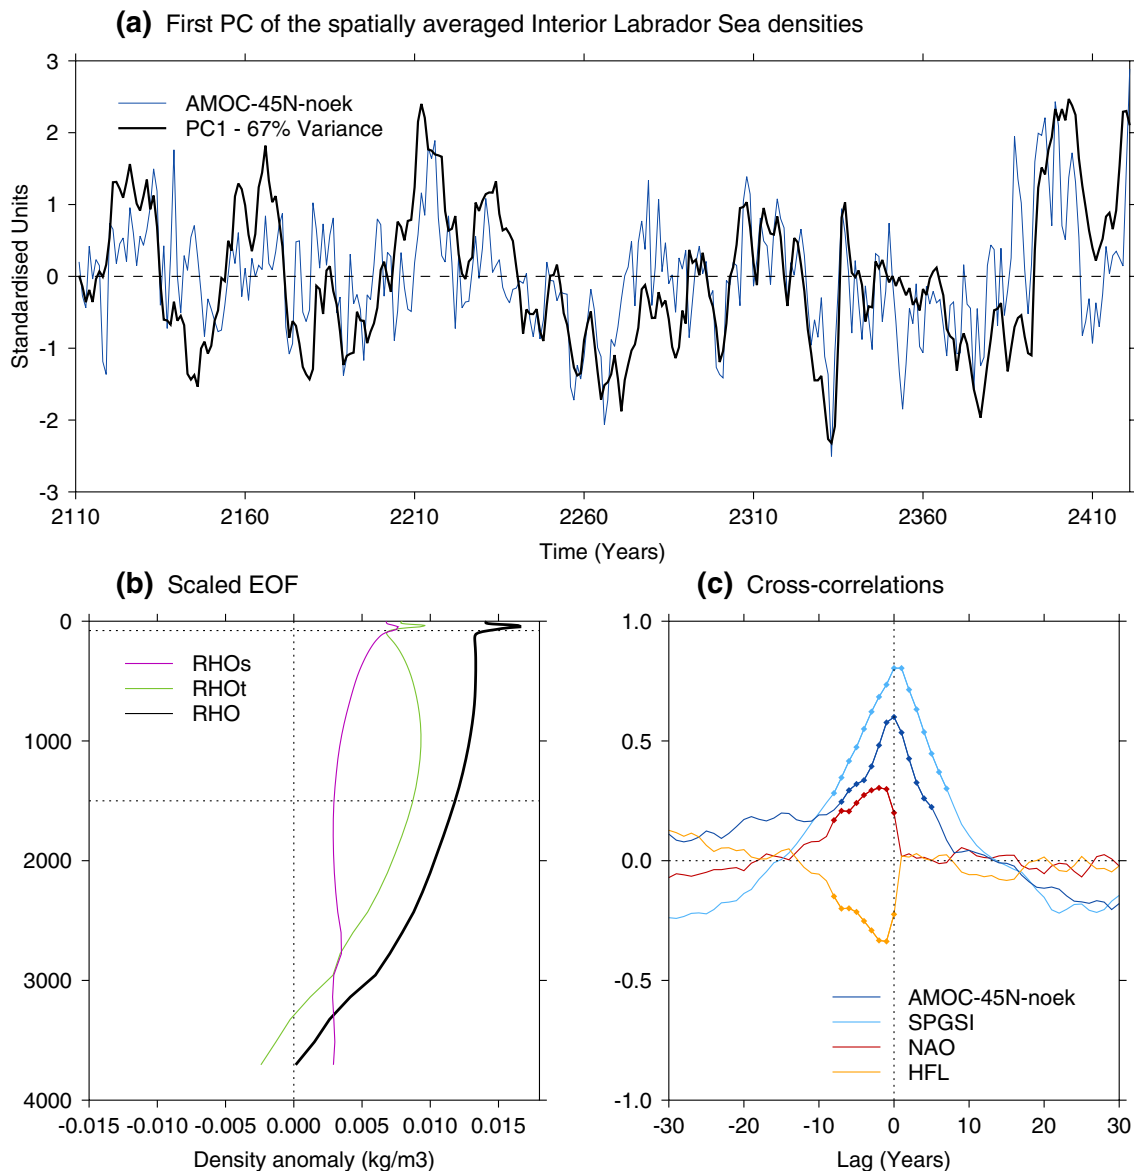 (a) First PC of the spatially averaged Interior Labrador Sea densities
3
2
1
0
-1
-2
-3
Standardised Units
AMOC-45N-noek
PC1 - 67% Variance
2110 2160 2210 2260 2310 2360 2410
Time (Years)
(b) Scaled EOF
0
1000
2000
3000
4000
RHOs
RHOt
RHO
-0.015 -0.010 -0.005 0.000 0.005 0.010 0.015
Density anomaly (kg/m3)
(c) Cross-correlations
1.0
0.5
0.0
-0.5
-1.0
AMOC-45N-noek
SPGSI
NAO
HFL
-30 -20 -10 0 10 20 30
Lag (Years)